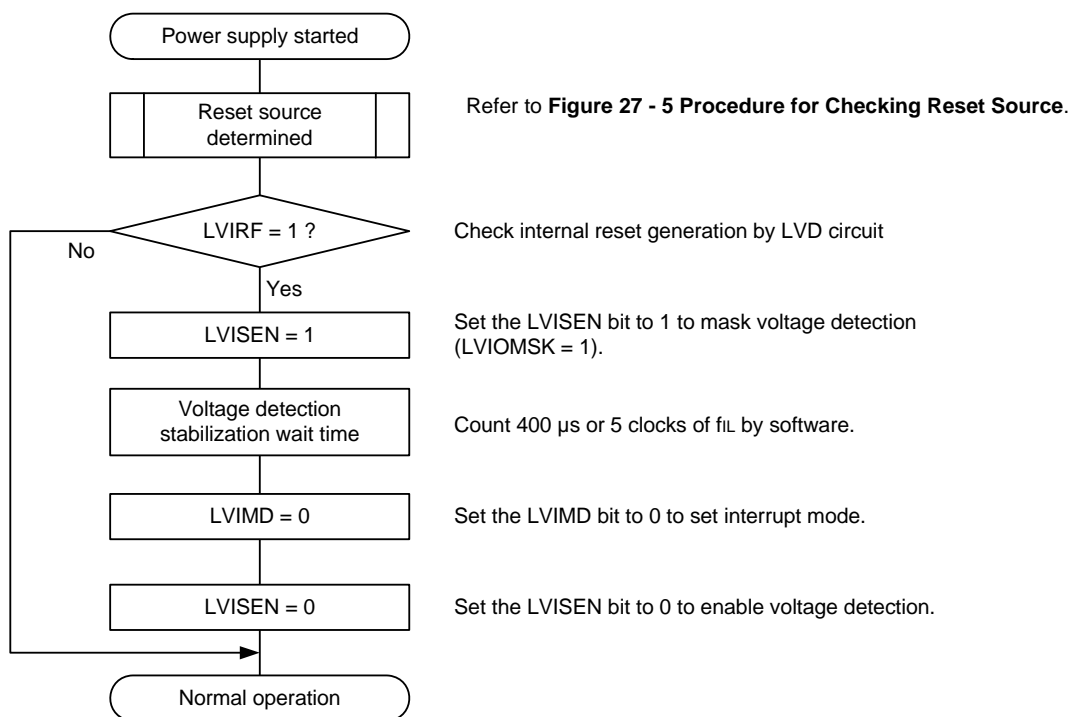 Power supply started
Reset source
determined
Refer to Figure 27 - 5 Procedure for Checking Reset Source.
LVIRF = 1 ?
Check internal reset generation by LVD circuit
No
Yes
LVISEN = 1
Set the LVISEN bit to 1 to mask voltage detection
(LVIOMSK = 1).
Voltage detection
stabilization wait time
Count 400 µs or 5 clocks of fIL by software.
LVIMD = 0
Set the LVIMD bit to 0 to set interrupt mode.
LVISEN = 0
Set the LVISEN bit to 0 to enable voltage detection.
Normal operation